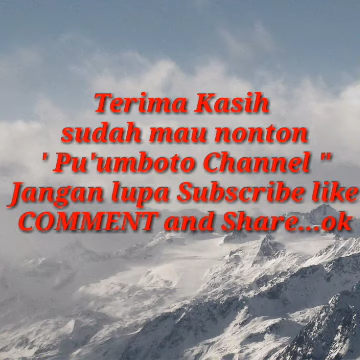 Terima Kasih
sudah mau nonton
' Pu'umboto Channel "
Jangan lupa Subscribe like
COMMENT and Share...ok